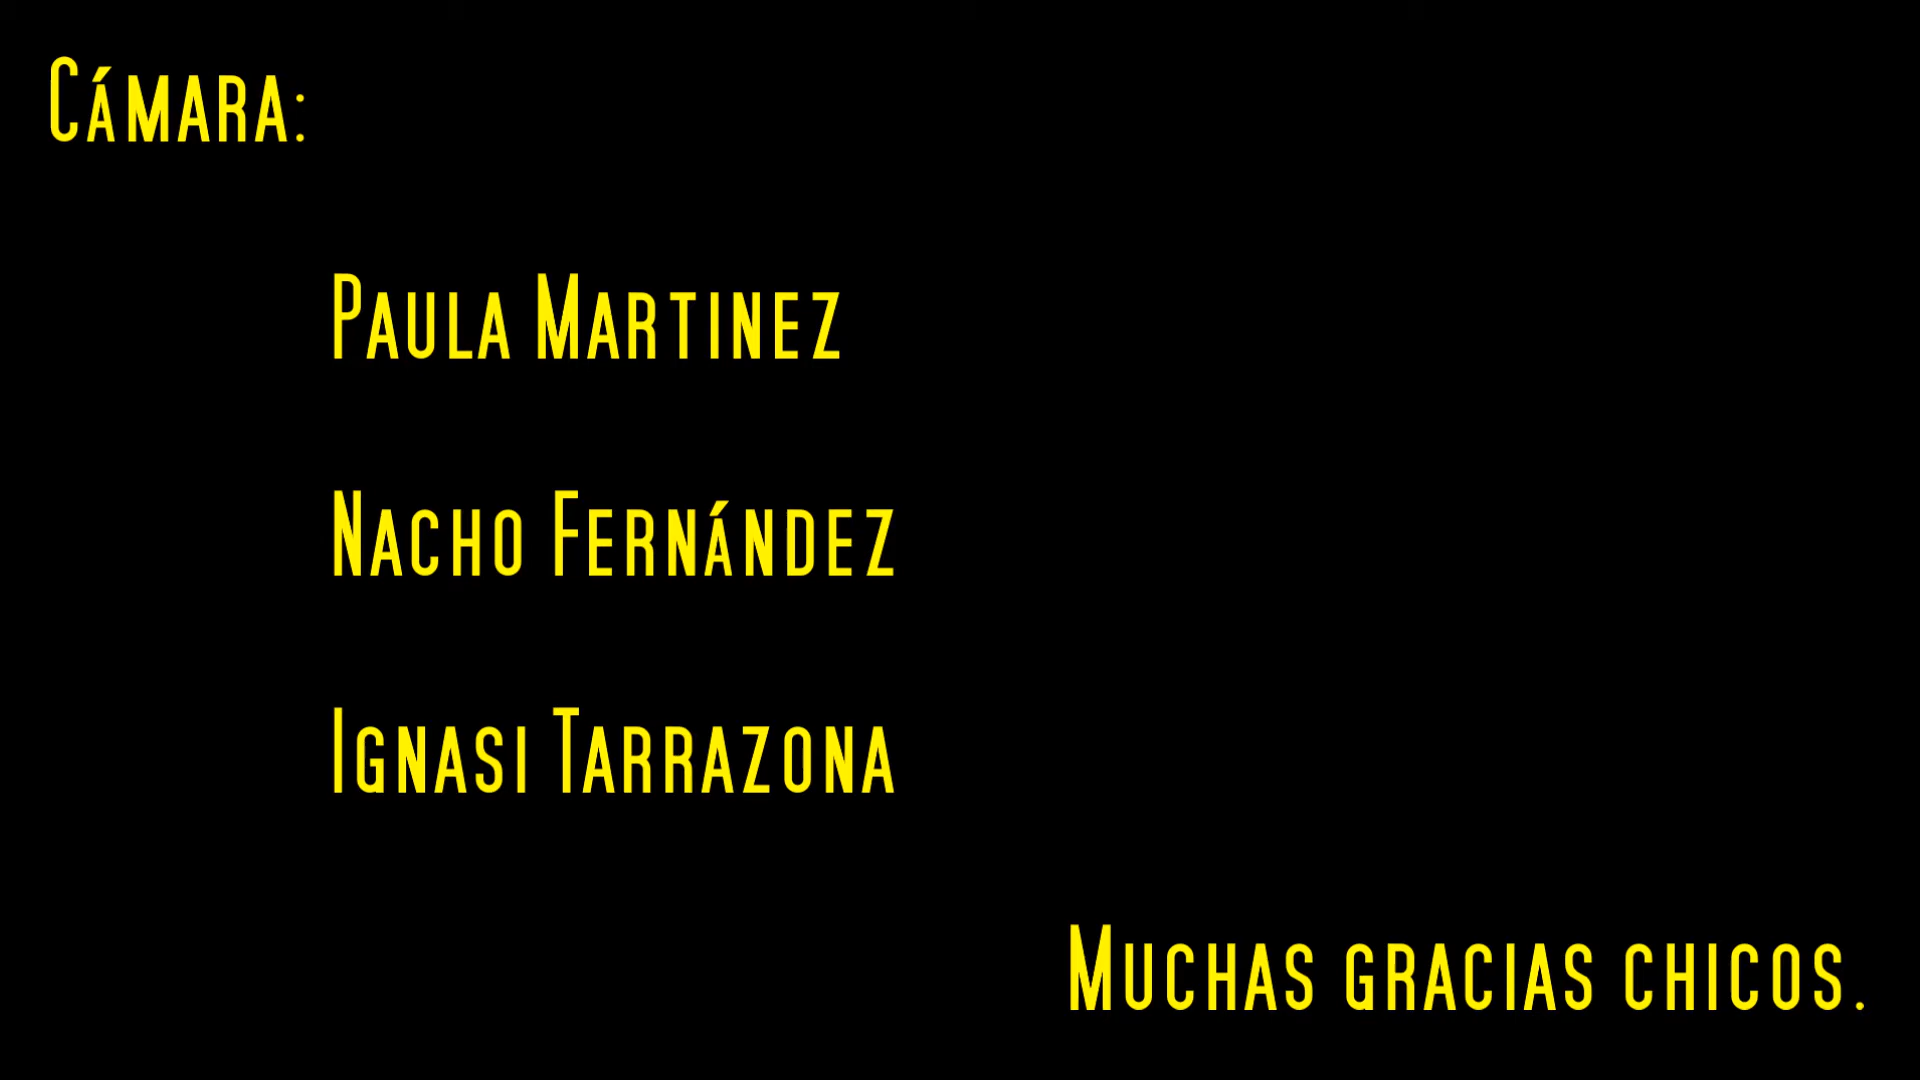 Cámara:
Paula Martinez
Nacho Fernández
Ignasi Tarrazona
Muchas gracias chicos.